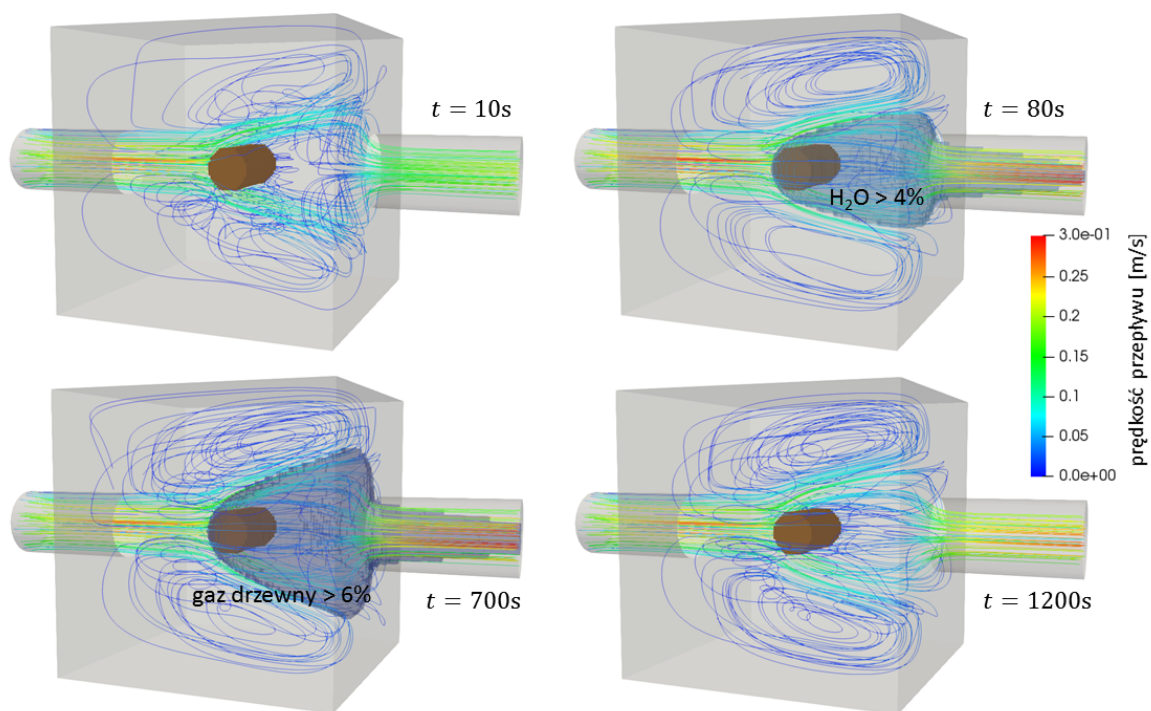 t = 10s
t = 80s
H₂O > 4%
3.0e-01
0.25
0.2
0.15
0.1
0.05
0.0e+00
prędkość przepływu [m/s]
gaz drzewny > 6%
t = 700s
t = 1200s